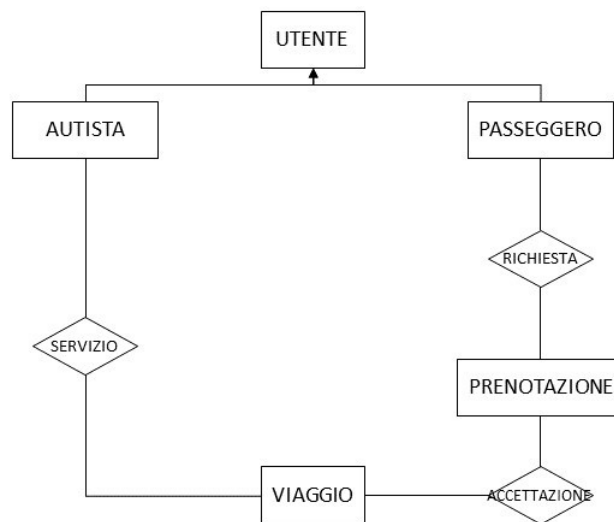 UTENTE
AUTISTA
PASSEGGERO
RICHIESTA
SERVIZIO
PRENOTAZIONE
VIAGGIO
ACCETTAZIONE